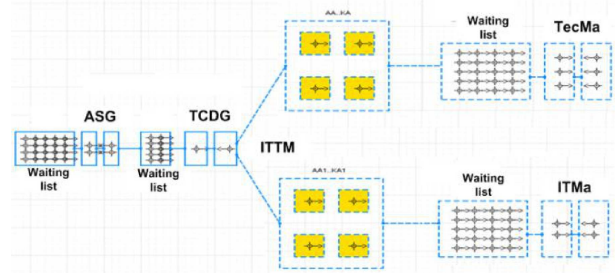 AA...KA
Waiting
list
TecMa
ASG
TCDG
Waiting
list
Waiting
list
ITTM
AA1...KA1
Waiting
list
ITMa